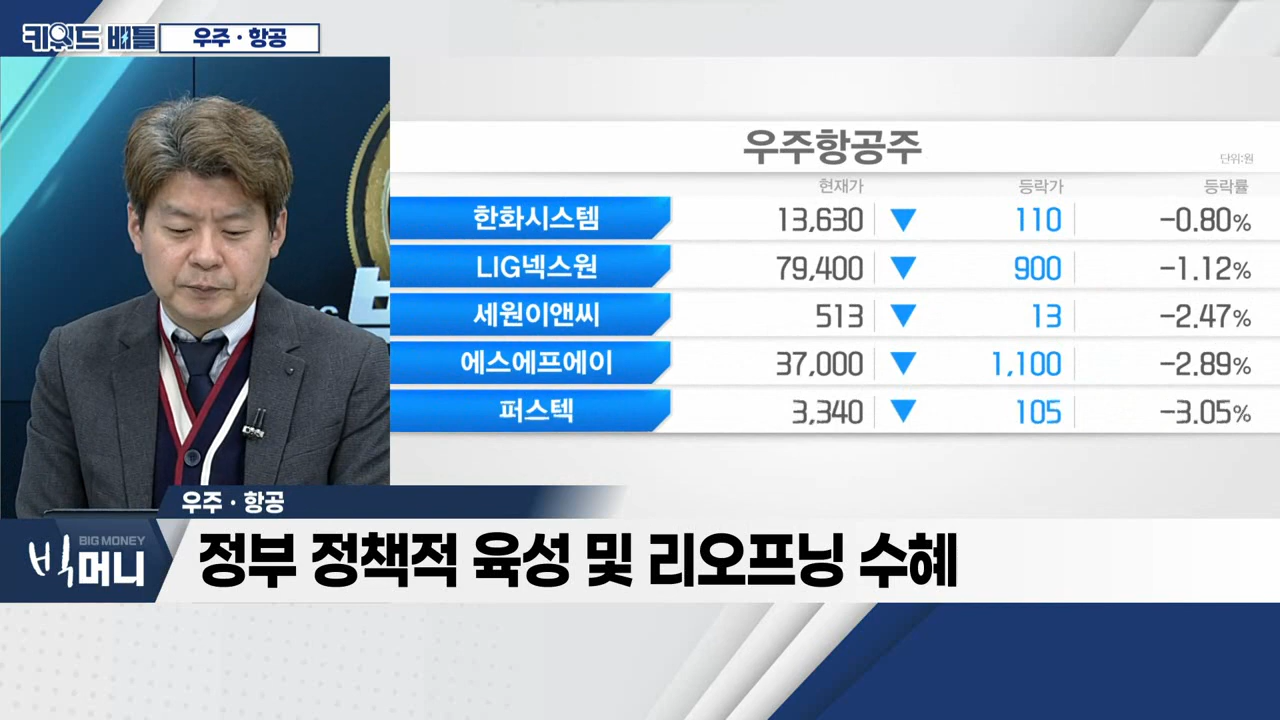 키워드 배틀
우주·항공
우주항공주
단위:원
현재가 등락가 등락률
한화시스템 13,630 ▼ 110 -0.80%
LIG넥스원 79,400 ▼ 900 -1.12%
세원이앤씨 513 ▼ 13 -2.47%
에스에프에이 37,000 ▼ 1,100 -2.89%
퍼스텍 3,340 ▼ 105 -3.05%
우주·항공
BIG MONEY
빅머니
정부 정책적 육성 및 리오프닝 수혜